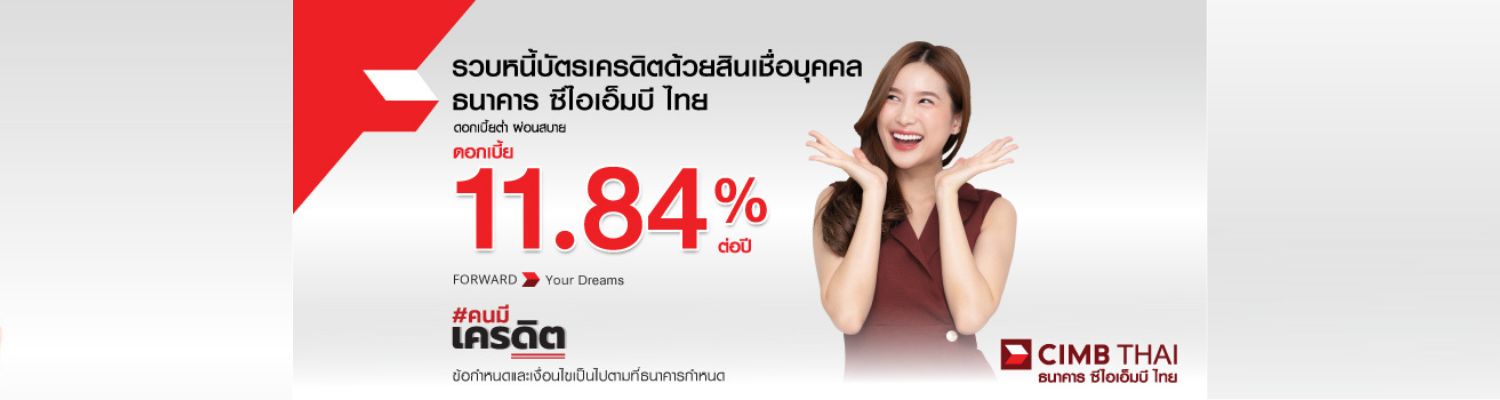 รวบหนี้บัตรเครดิตด้วยสินเชื่อบุคคล
ธนาคาร ซีไอเอ็มบี ไทย
ดอกเบี้ยต่ำ ผ่อนสบาย
ดอกเบี้ย
11.84%
ต่อปี
FORWARD Your Dreams
#คนมี
เครดิต
ข้อกำหนดและเงื่อนไขเป็นไปตามที่ธนาคารกำหนด
CIMB THAI
ธนาคาร ซีไอเอ็มบี ไทย